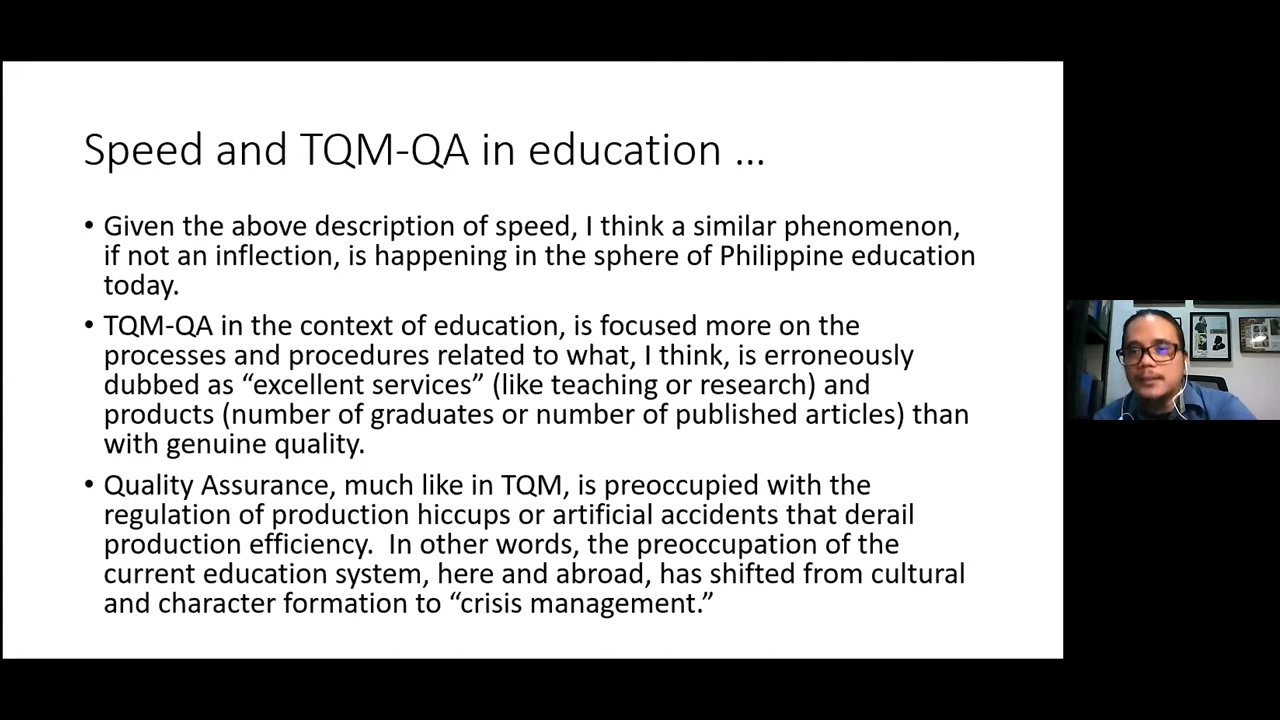 Speed and TQM-QA in education ...
• Given the above description of speed, I think a similar phenomenon,
if not an inflection, is happening in the sphere of Philippine education
today.
• TQM-QA in the context of education, is focused more on the
processes and procedures related to what, I think, is erroneously
dubbed as “excellent services” (like teaching or research) and
products (number of graduates or number of published articles) than
with genuine quality.
• Quality Assurance, much like in TQM, is preoccupied with the
regulation of production hiccups or artificial accidents that derail
production efficiency.  In other words, the preoccupation of the
current education system, here and abroad, has shifted from cultural
and character formation to “crisis management.”